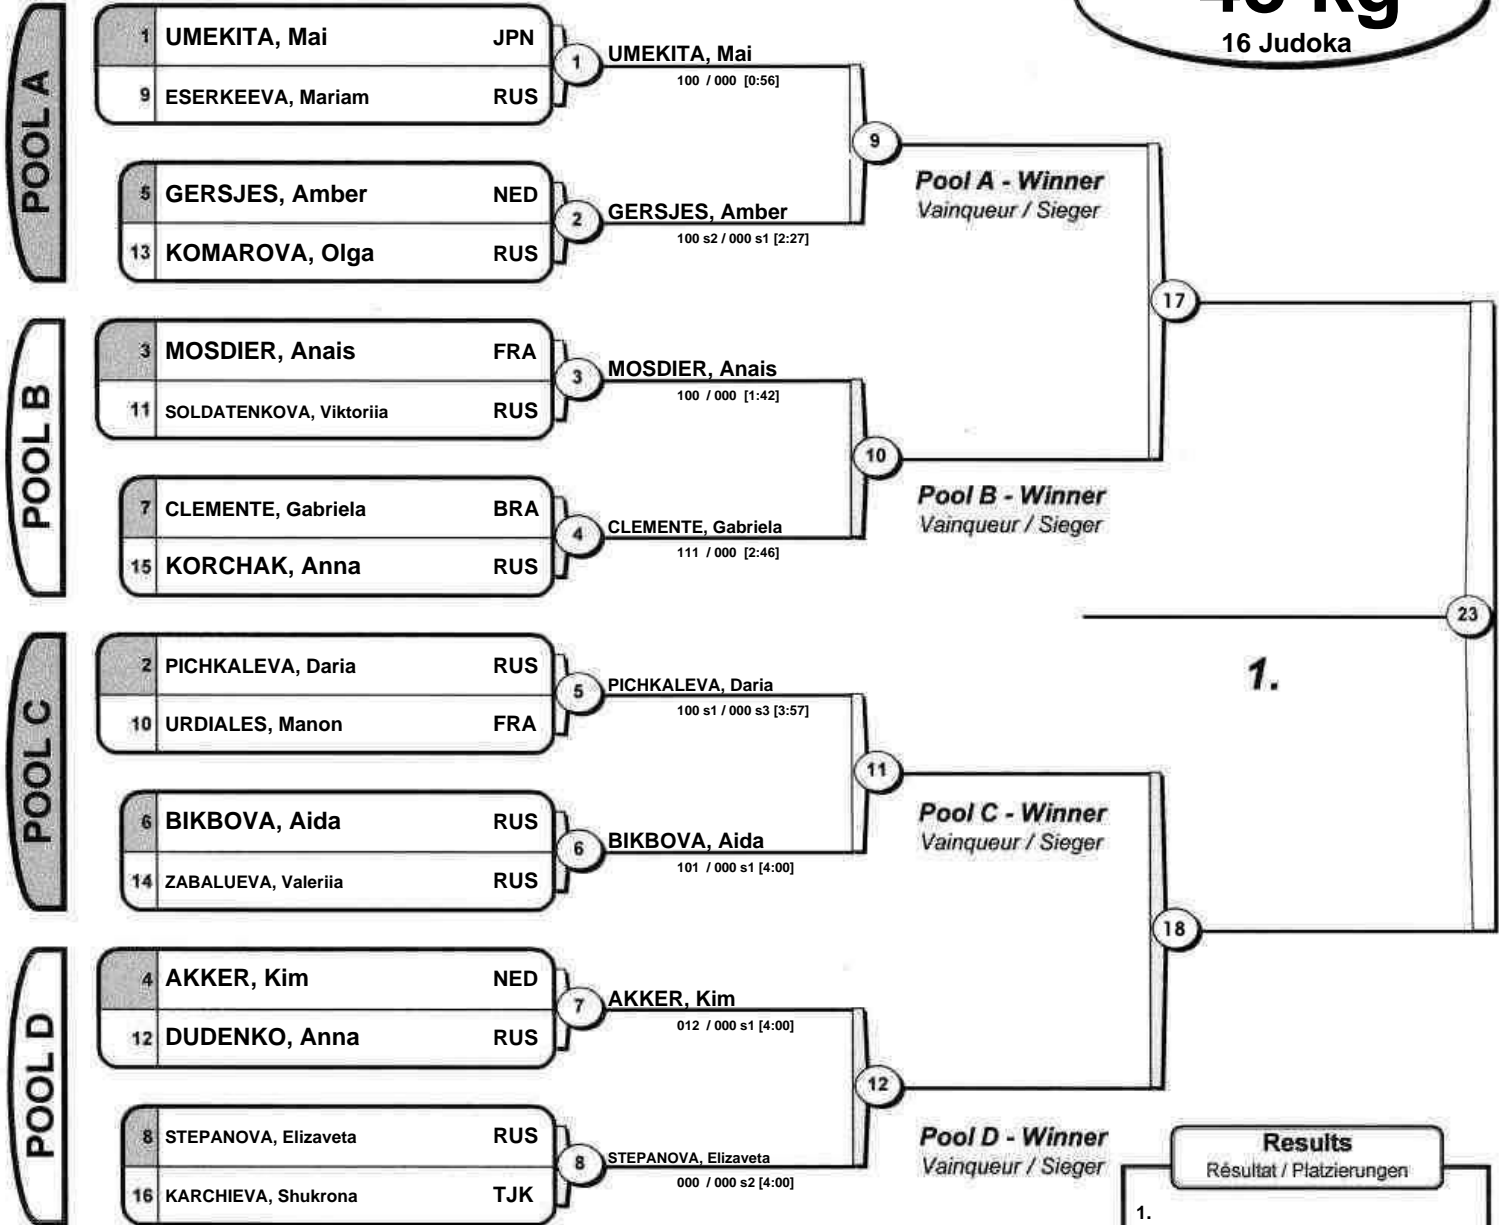 16 Judoka
POOL A
1 UMEKITA, Mai JPN
9 ESERKEEVA, Mariam RUS
1
UMEKITA, Mai
100 / 000 [0:56]
5 GERSJES, Amber NED
13 KOMAROVA, Olga RUS
2
GERSJES, Amber
100 s2 / 000 s1 [2:27]
9
Pool A - Winner
Vainqueur / Sieger
POOL B
3 MOSDIER, Anais FRA
11 SOLDATENKOVA, Viktoriia RUS
3
MOSDIER, Anais
100 / 000 [1:42]
7 CLEMENTE, Gabriela BRA
15 KORCHAK, Anna RUS
4
CLEMENTE, Gabriela
111 / 000 [2:46]
10
Pool B - Winner
Vainqueur / Sieger
17
POOL C
2 PICHKALEVA, Daria RUS
10 URDIALES, Manon FRA
5
PICHKALEVA, Daria
100 s1 / 000 s3 [3:57]
6 BIKBOVA, Aida RUS
14 ZABALUEVA, Valeriia RUS
6
BIKBOVA, Aida
101 / 000 s1 [4:00]
11
Pool C - Winner
Vainqueur / Sieger
23
1.
POOL D
4 AKKER, Kim NED
12 DUDENKO, Anna RUS
7
AKKER, Kim
012 / 000 s1 [4:00]
8 STEPANOVA, Elizaveta RUS
16 KARCHIEVA, Shukrona TJK
8
STEPANOVA, Elizaveta
000 / 000 s2 [4:00]
12
Pool D - Winner
Vainqueur / Sieger
18
Results
Résultat / Platzierungen
1.